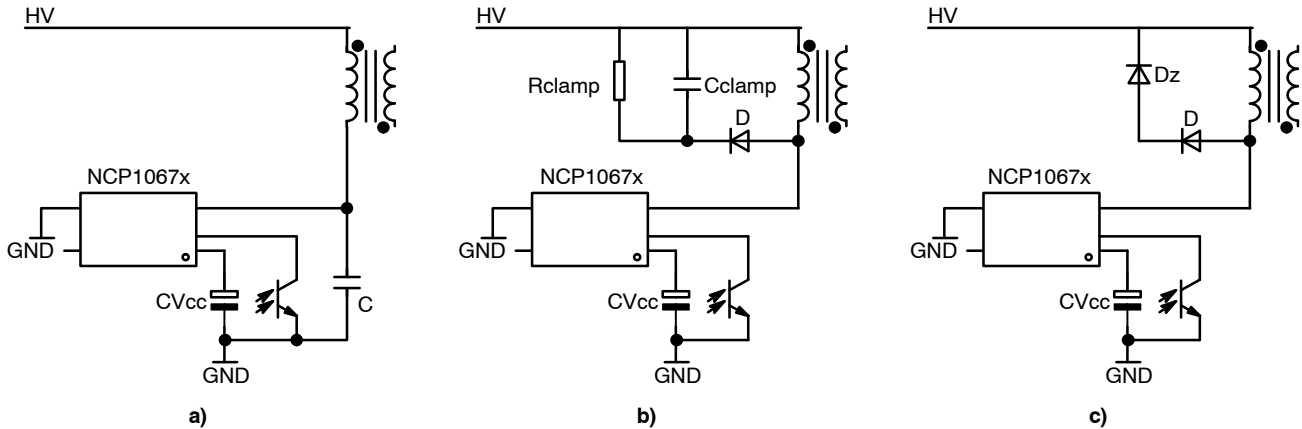 HV
NCP1067x
GND
CVcc
C
GND
a)
HV
Rclamp
Cclamp
D
NCP1067x
GND
CVcc
GND
b)
HV
Dz
D
NCP1067x
GND
CVcc
GND
c)